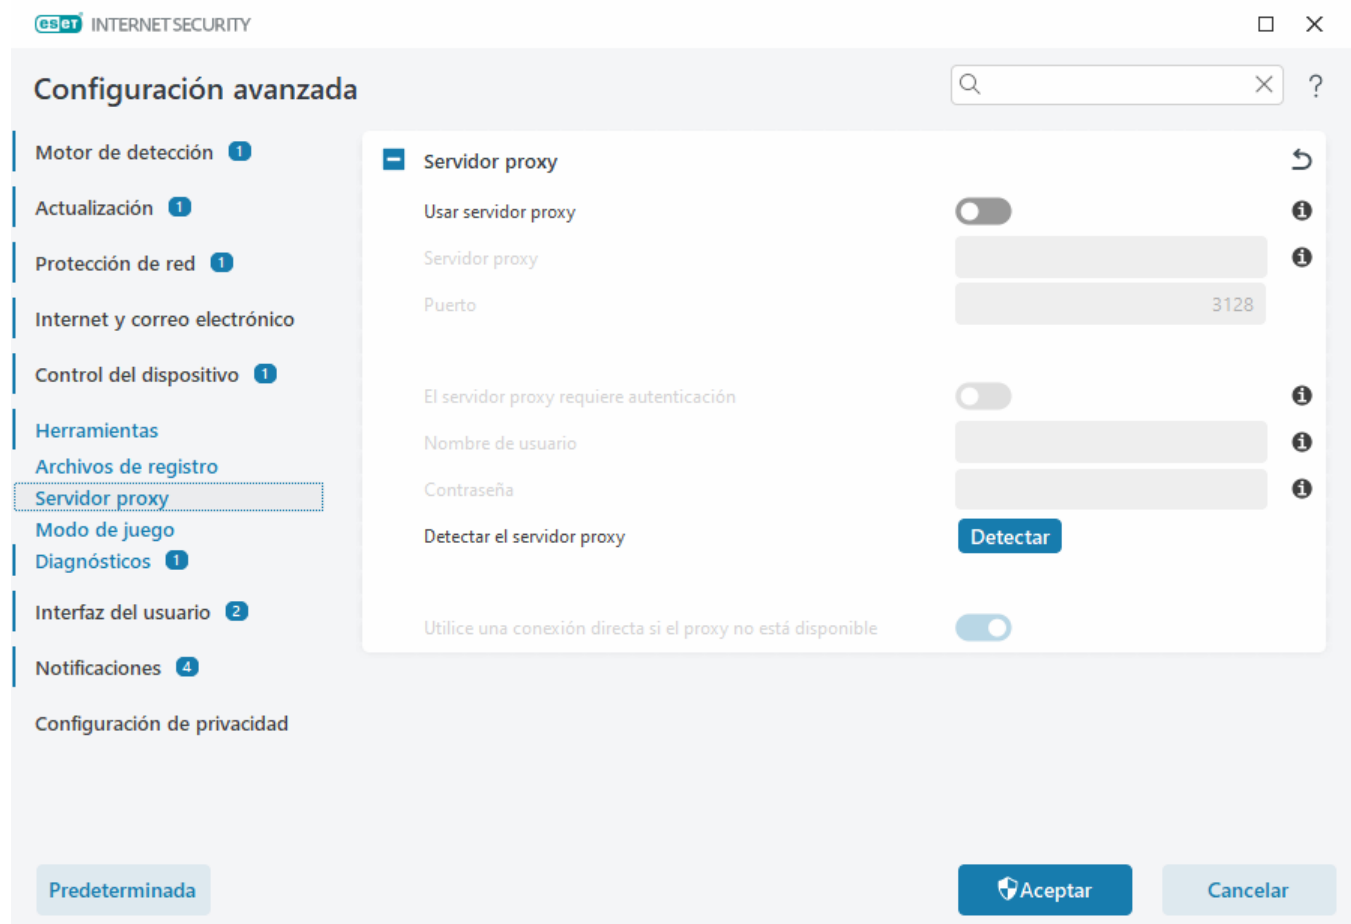 eset INTERNET SECURITY
Configuración avanzada
?
Motor de detección 1
Actualización 1
Protección de red 1
Internet y correo electrónico
Control del dispositivo 1
Herramientas
Archivos de registro
Servidor proxy
Modo de juego
Diagnósticos 1
Interfaz del usuario 2
Notificaciones 4
Configuración de privacidad
Servidor proxy
Usar servidor proxy
Servidor proxy
Puerto 3128
El servidor proxy requiere autenticación
Nombre de usuario
Contraseña
Detectar el servidor proxy Detectar
Utilice una conexión directa si el proxy no está disponible
Predeterminada
Aceptar
Cancelar